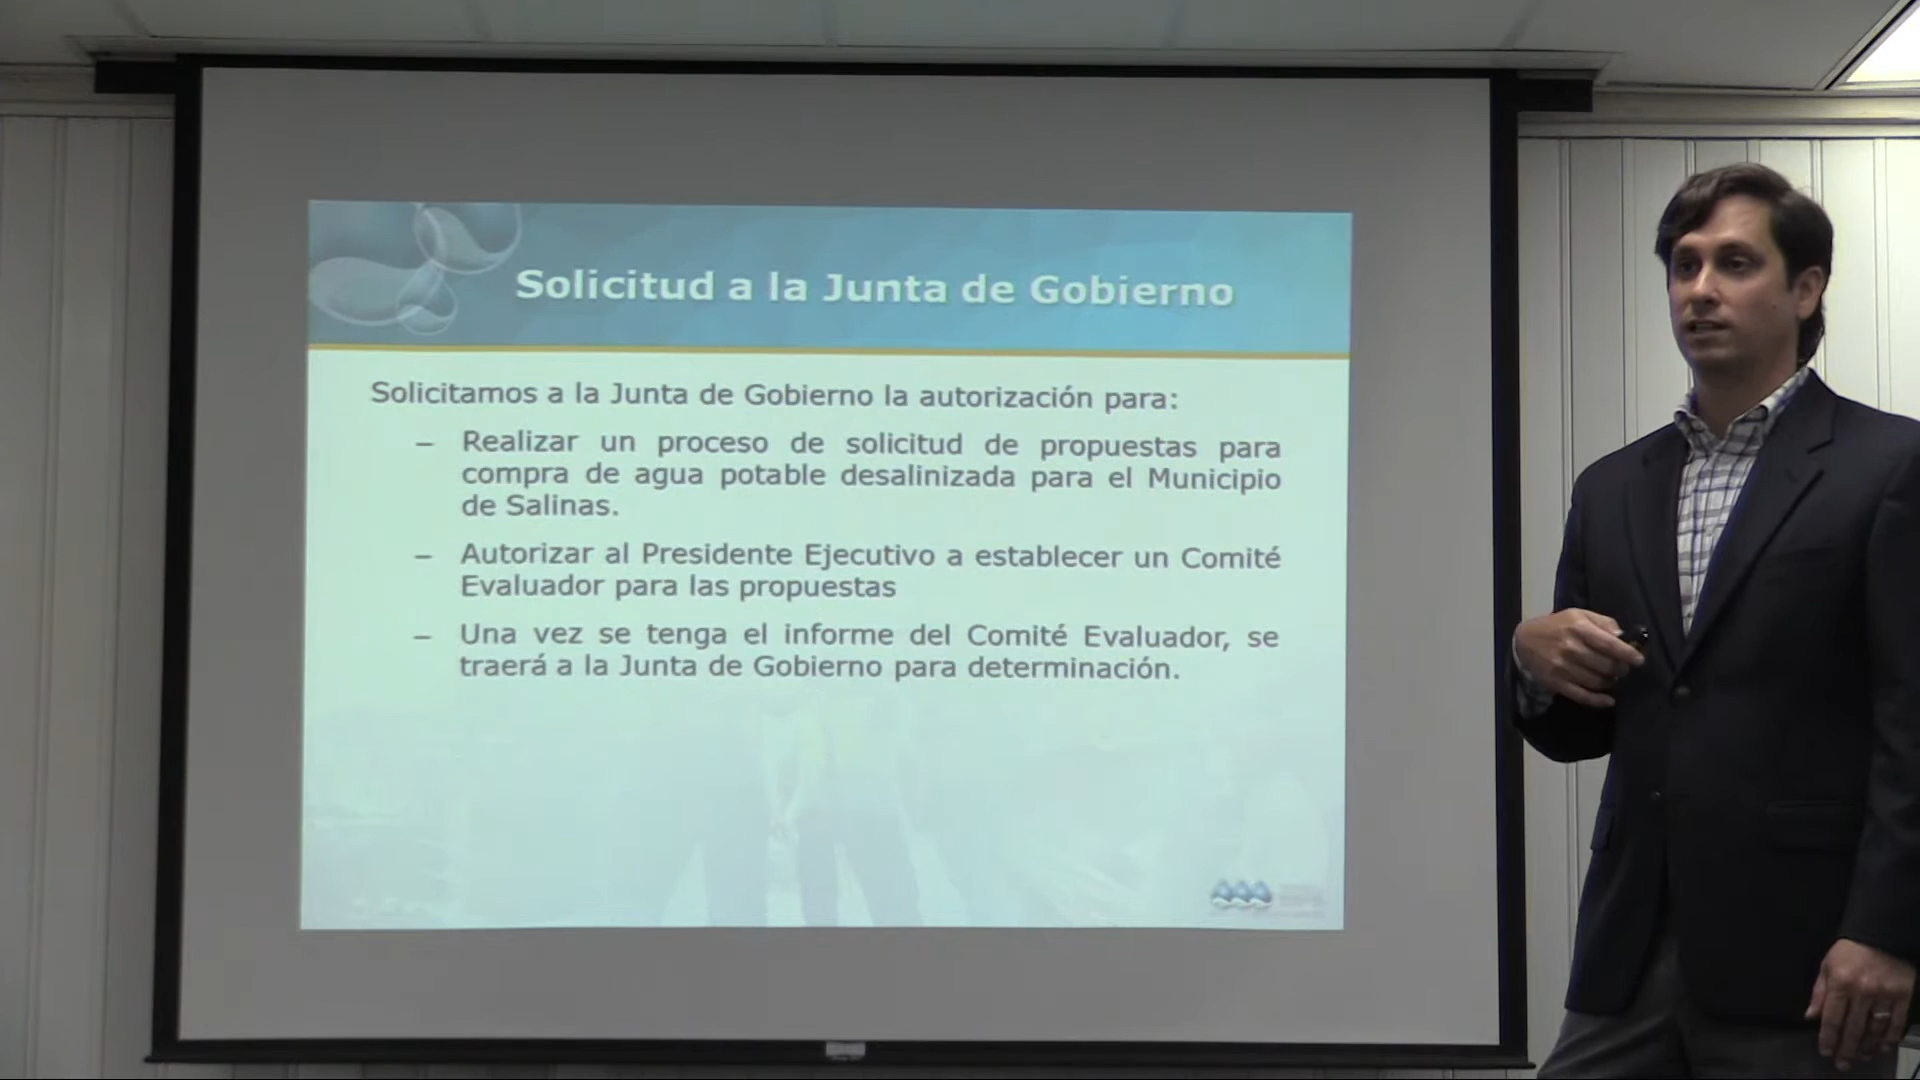 Solicitud a la Junta de Gobierno
Solicitamos a la Junta de Gobierno la autorización para:
– Realizar un proceso de solicitud de propuestas para
compra de agua potable desalinizada para el Municipio
de Salinas.
– Autorizar al Presidente Ejecutivo a establecer un Comité
Evaluador para las propuestas
– Una vez se tenga el informe del Comité Evaluador, se
traerá a la Junta de Gobierno para determinación.